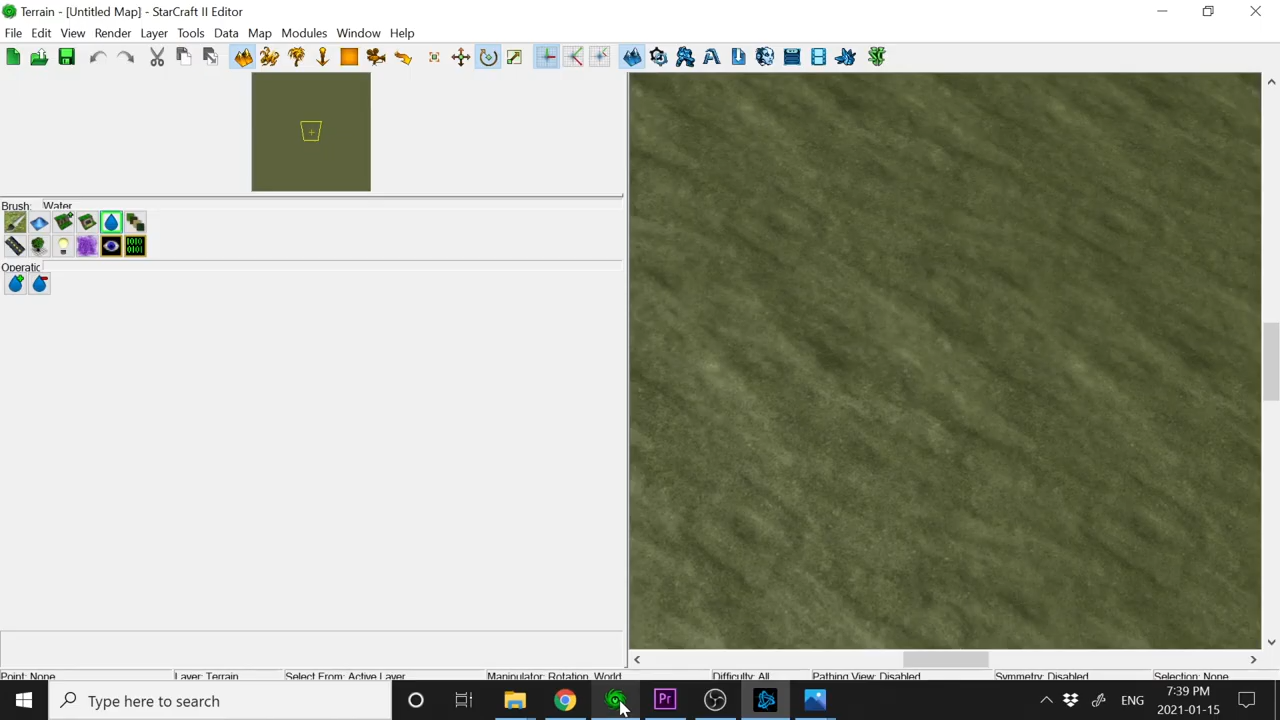 Terrain - [Untitled Map] - StarCraft II Editor
File Edit View Render Layer Tools Data Map Modules Window Help
Brush: Water
Operatic
Point: None Layer: Terrain Select From: Active Layer Manipulator: Rotation, World Difficulty: All Pathing View: Disabled Symmetry: Disabled Selection: None
Type here to search
Pr
ENG
7:39 PM
2021-01-15